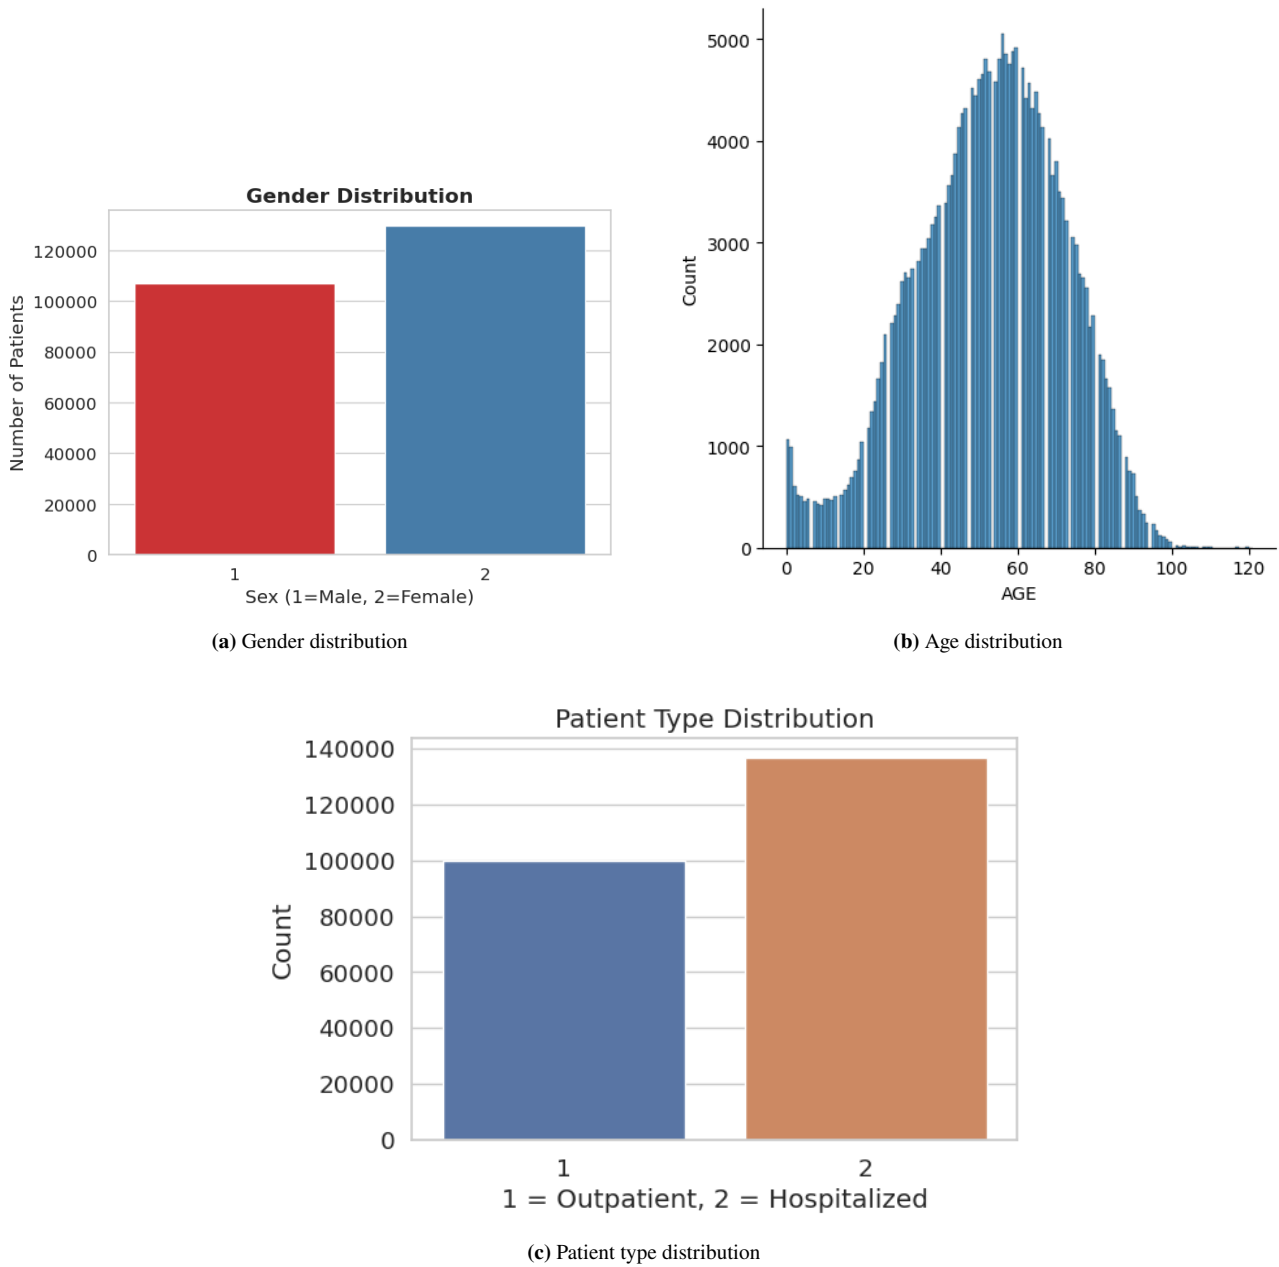 Gender Distribution
Number of Patients
120000
100000
80000
60000
40000
20000
0
1 2
Sex (1=Male, 2=Female)
(a) Gender distribution
Count
5000
4000
3000
2000
1000
0
0 20 40 60 80 100 120
AGE
(b) Age distribution
Patient Type Distribution
Count
140000
120000
100000
80000
60000
40000
20000
0
1 2
1 = Outpatient, 2 = Hospitalized
(c) Patient type distribution